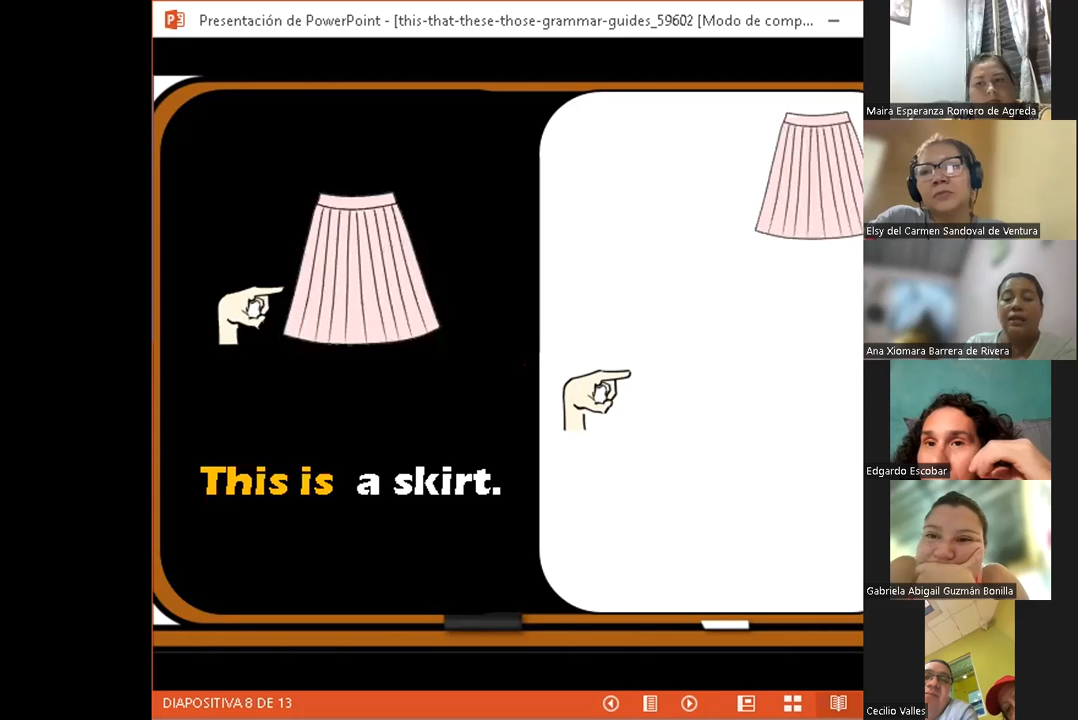 Presentación de PowerPoint - [this-that-these-those-grammar-guides_59602 [Modo de comp...
Maira Esperanza Romero de Agreda
Elsy del Carmen Sandoval de Ventura
Ana Xiomara Barrera de Rivera
Edgardo Escobar
This is a skirt.
Gabriela Abigail Guzmán Bonilla
DIAPOSITIVA 8 DE 13
Cecilio Valles